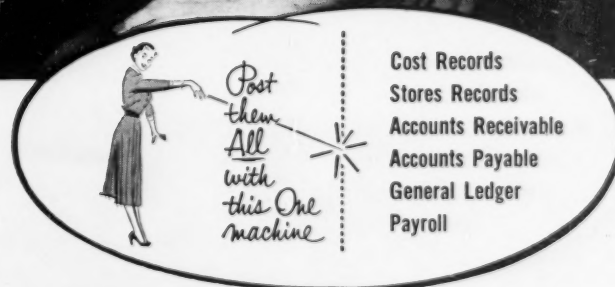 Post
them
All
with
this One
machine
Cost Records
Stores Records
Accounts Receivable
Accounts Payable
General Ledger
Payroll